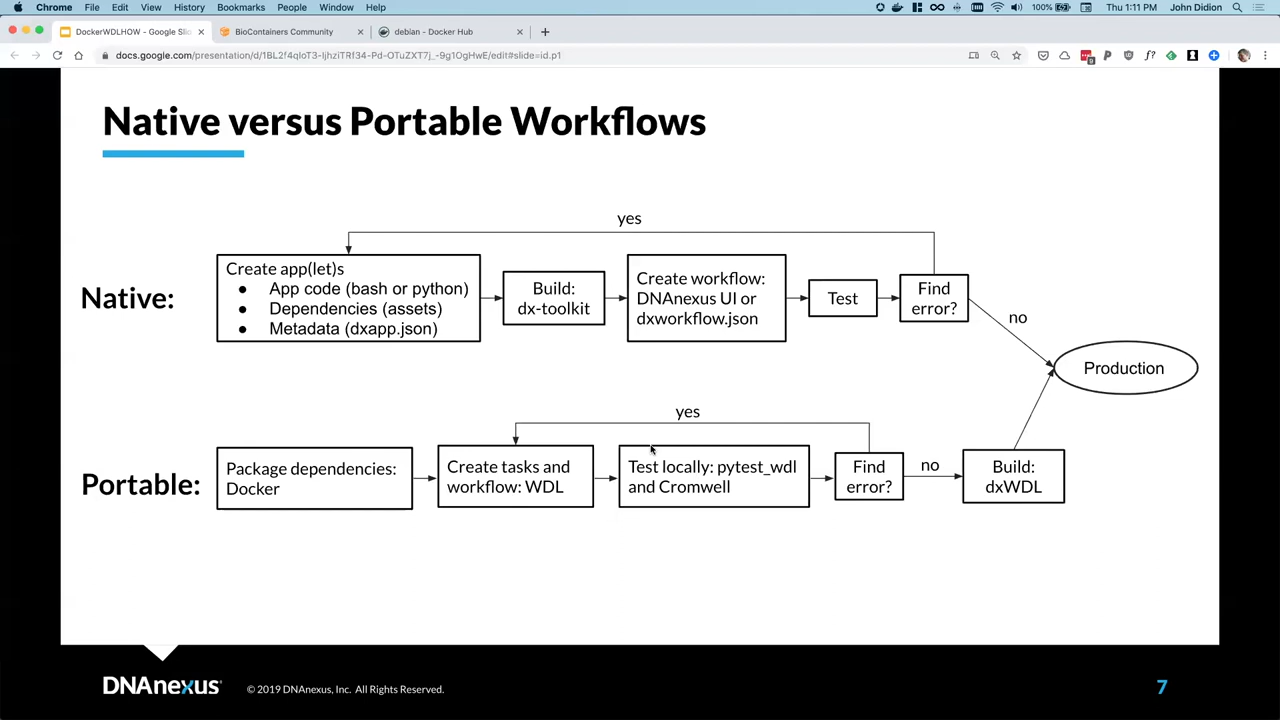 Chrome File Edit View History Bookmarks People Window Help 100% Thu 1:11 PM John Didion
DockerWDLHOW - Google Slid
BioContainers Community
debian - Docker Hub
Native versus Portable Workflows
yes
Native:
Create app(let)s
● App code (bash or python)
● Dependencies (assets)
● Metadata (dxapp.json)
Build:
dx-toolkit
Create workflow:
DNAnexus UI or
dxworkflow.json
Test
Find
error?
no
Production
yes
Portable:
Package dependencies:
Docker
Create tasks and
workflow: WDL
Test locally: pytest_wdl
and Cromwell
Find
error?
no
Build:
dxWDL
DNAnexus
© 2019 DNAnexus, Inc. All Rights Reserved.
7